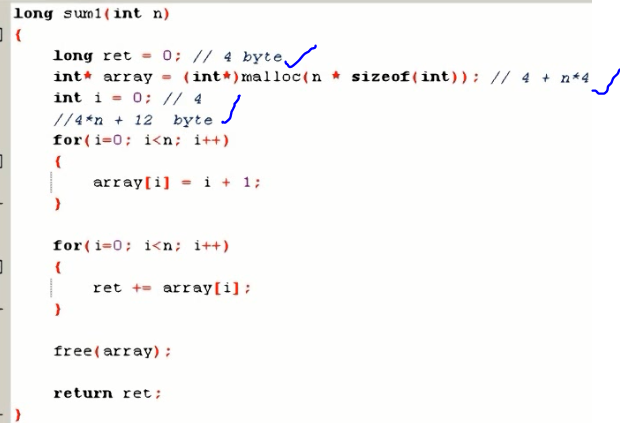 long sum1(int n)
{
long ret = 0; // 4 byte
int* array = (int*)malloc(n * sizeof(int)); // 4 + n*4
int i = 0; // 4
//4*n + 12 byte
for(i=0; i<n; i++)
{
array[i] = i + 1;
}
for(i=0; i<n; i++)
{
ret += array[i];
}
free(array);
return ret;
}